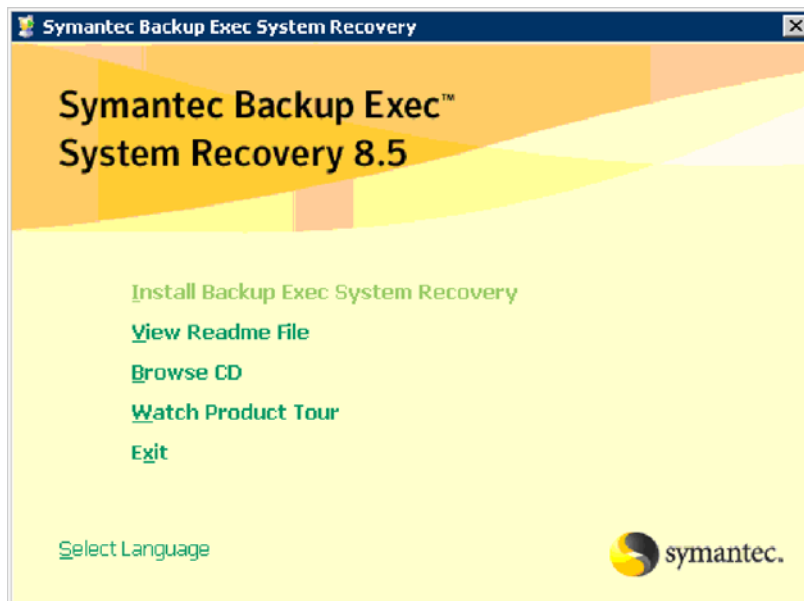 Symantec Backup Exec System Recovery
Symantec Backup Exec™
System Recovery 8.5
Install Backup Exec System Recovery
View Readme File
Browse CD
Watch Product Tour
Exit
Select Language
symantec.